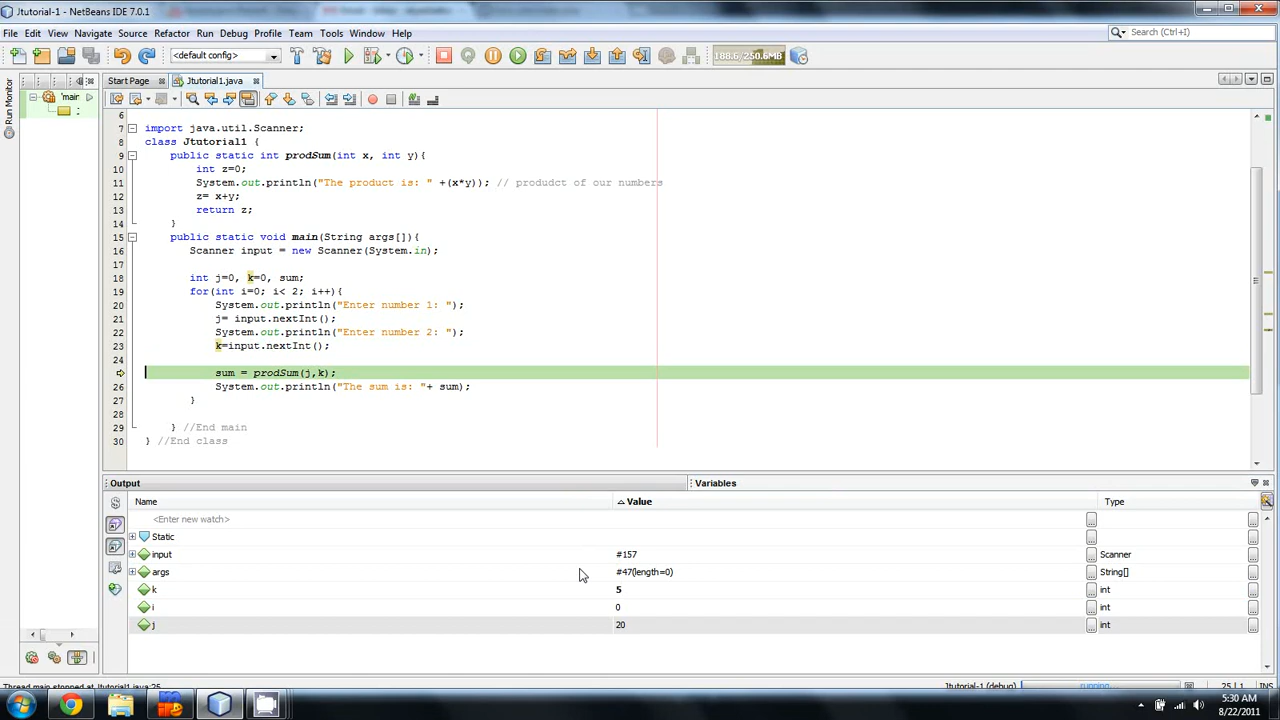 Jtutorial-1 - NetBeans IDE 7.0.1
File Edit View Navigate Source Refactor Run Debug Profile Team Tools Window Help
Search (Ctrl+I)
<default config>
188.6/250.6MB
Start Page
Jtutorial1.java
Run Monitor
'main
6
7 import java.util.Scanner;
8 class Jtutorial1 {
9 public static int prodSum(int x, int y){
10 int z=0;
11 System.out.println("The product is: " +(x*y)); // produdct of our numbers
12 z= x+y;
13 return z;
14 }
15 public static void main(String args[]){
16 Scanner input = new Scanner(System.in);
17
18 int j=0, k=0, sum;
19 for(int i=0; i< 2; i++){
20 System.out.println("Enter number 1: ");
21 j= input.nextInt();
22 System.out.println("Enter number 2: ");
23 k=input.nextInt();
24
sum = prodSum(j,k);
26 System.out.println("The sum is: "+ sum);
27 }
28
29 } //End main
30 } //End class
Output
Variables
Name Value Type
<Enter new watch>
Static
input #157 Scanner
args #47(length=0) String[]
k 5 int
i 0 int
j 20 int
Thread main stopped at Jtutorial1.java:25
Jtutorial-1 (debug) running... 25 | 1
5:30 AM
8/22/2011